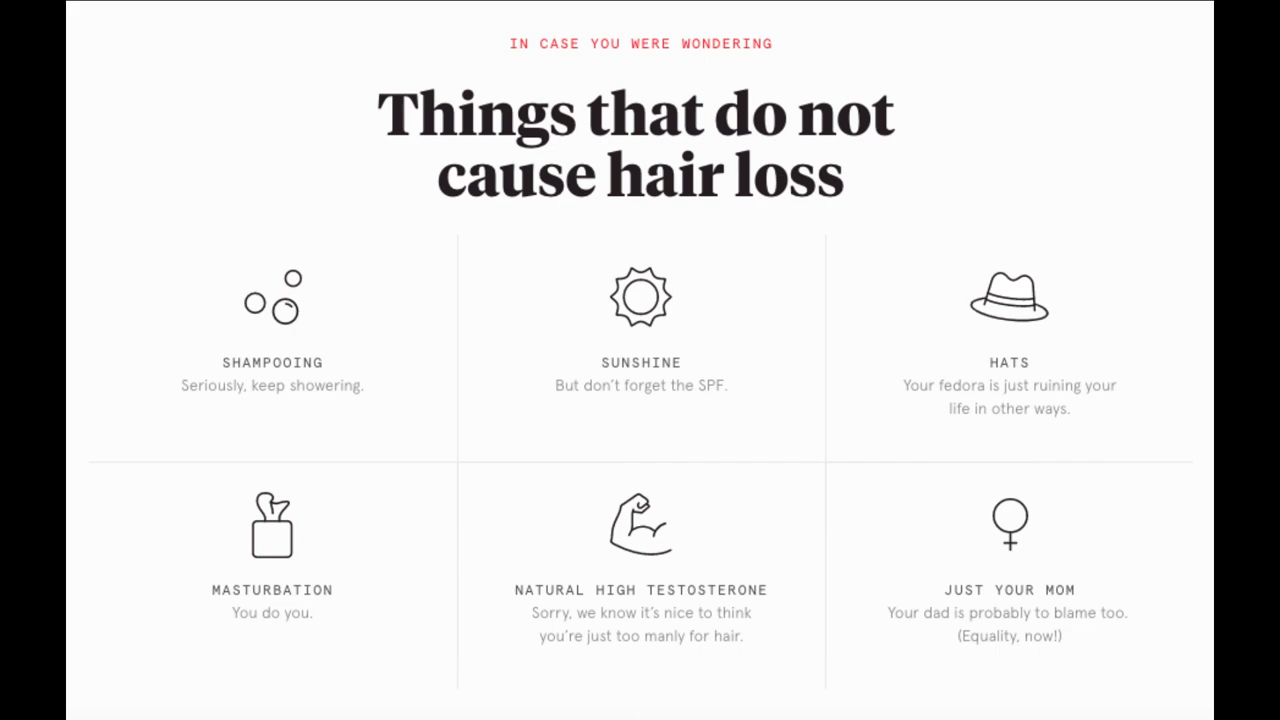 IN CASE YOU WERE WONDERING
Things that do not
cause hair loss
SHAMPOOING
Seriously, keep showering.
SUNSHINE
But don’t forget the SPF.
HATS
Your fedora is just ruining your
life in other ways.
MASTURBATION
You do you.
NATURAL HIGH TESTOSTERONE
Sorry, we know it’s nice to think
you’re just too manly for hair.
JUST YOUR MOM
Your dad is probably to blame too.
(Equality, now!)